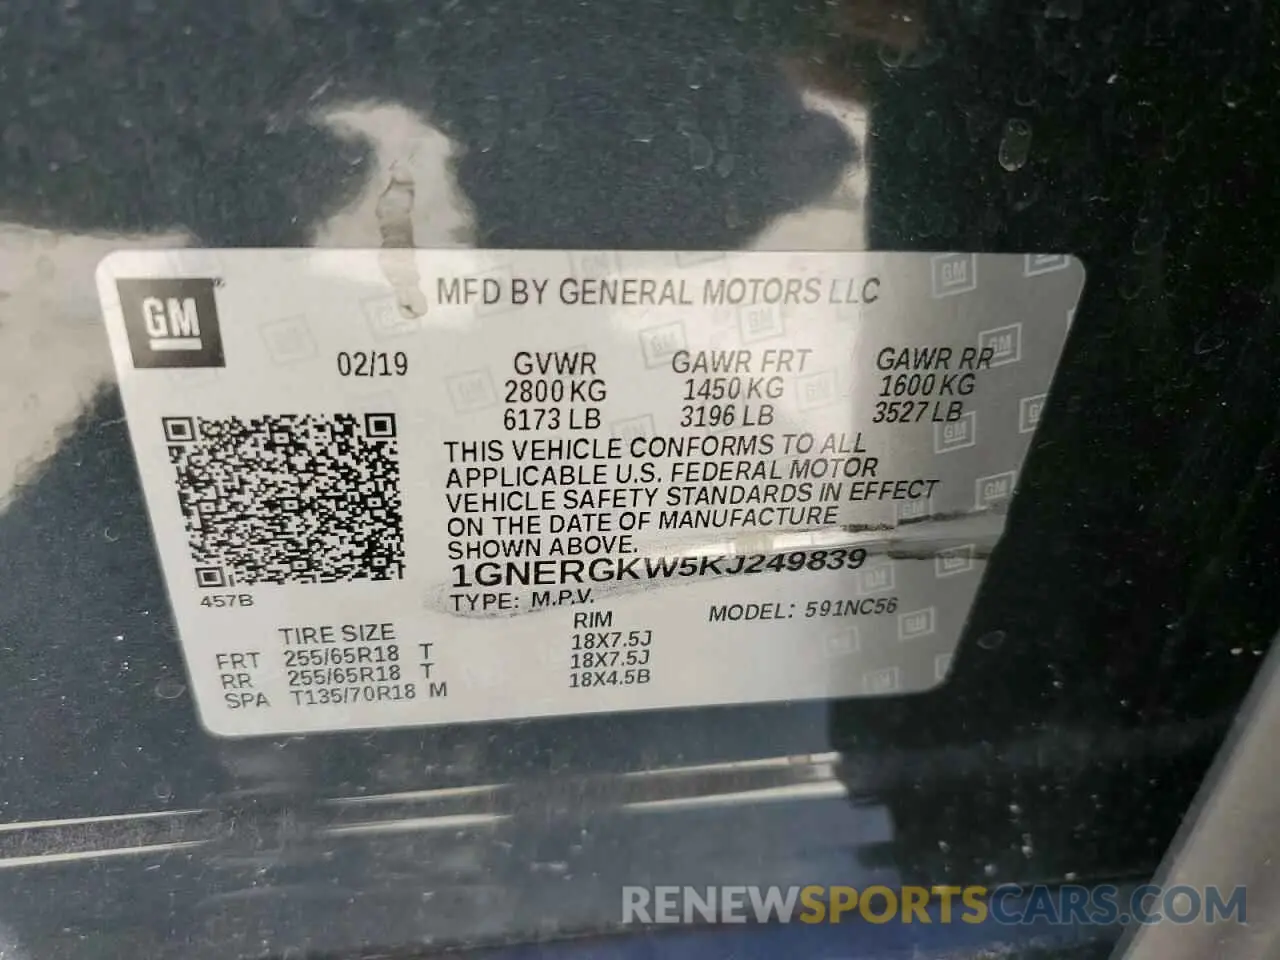 GM
MFD BY GENERAL MOTORS LLC
02/19 GVWR GAWR FRT GAWR RR
2800 KG 1450 KG 1600 KG
6173 LB 3196 LB 3527 LB
THIS VEHICLE CONFORMS TO ALL
APPLICABLE U.S. FEDERAL MOTOR
VEHICLE SAFETY STANDARDS IN EFFECT
ON THE DATE OF MANUFACTURE
SHOWN ABOVE.
1GNERGKW5KJ249839
457B
TYPE: M.P.V. MODEL: 591NC56
TIRE SIZE RIM
FRT 255/65R18 T 18X7.5J
RR 255/65R18 T 18X7.5J
SPA T135/70R18 M 18X4.5B
RENEWSPORTSCARS.COM